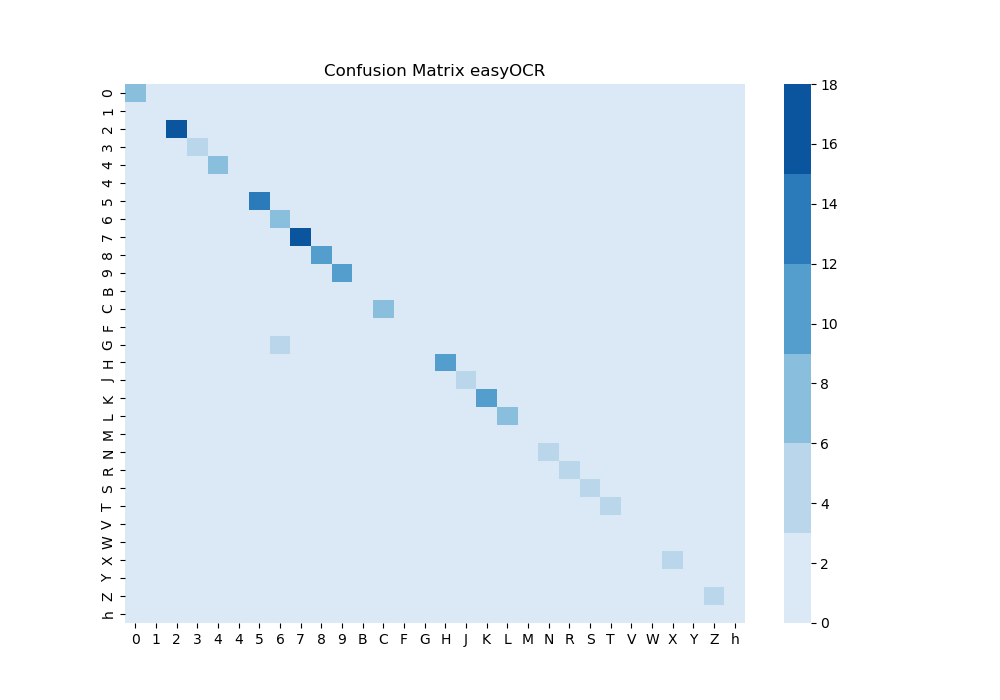 Confusion Matrix easyOCR
0
1
2
3
4
4
5
6
7
8
9
B
C
F
G
H
J
K
L
M
N
R
S
T
V
W
X
Y
Z
h
0 1 2 3 4 4 5 6 7 8 9 B C F G H J K L M N R S T V W X Y Z h
18
16
14
12
10
8
6
4
2
0